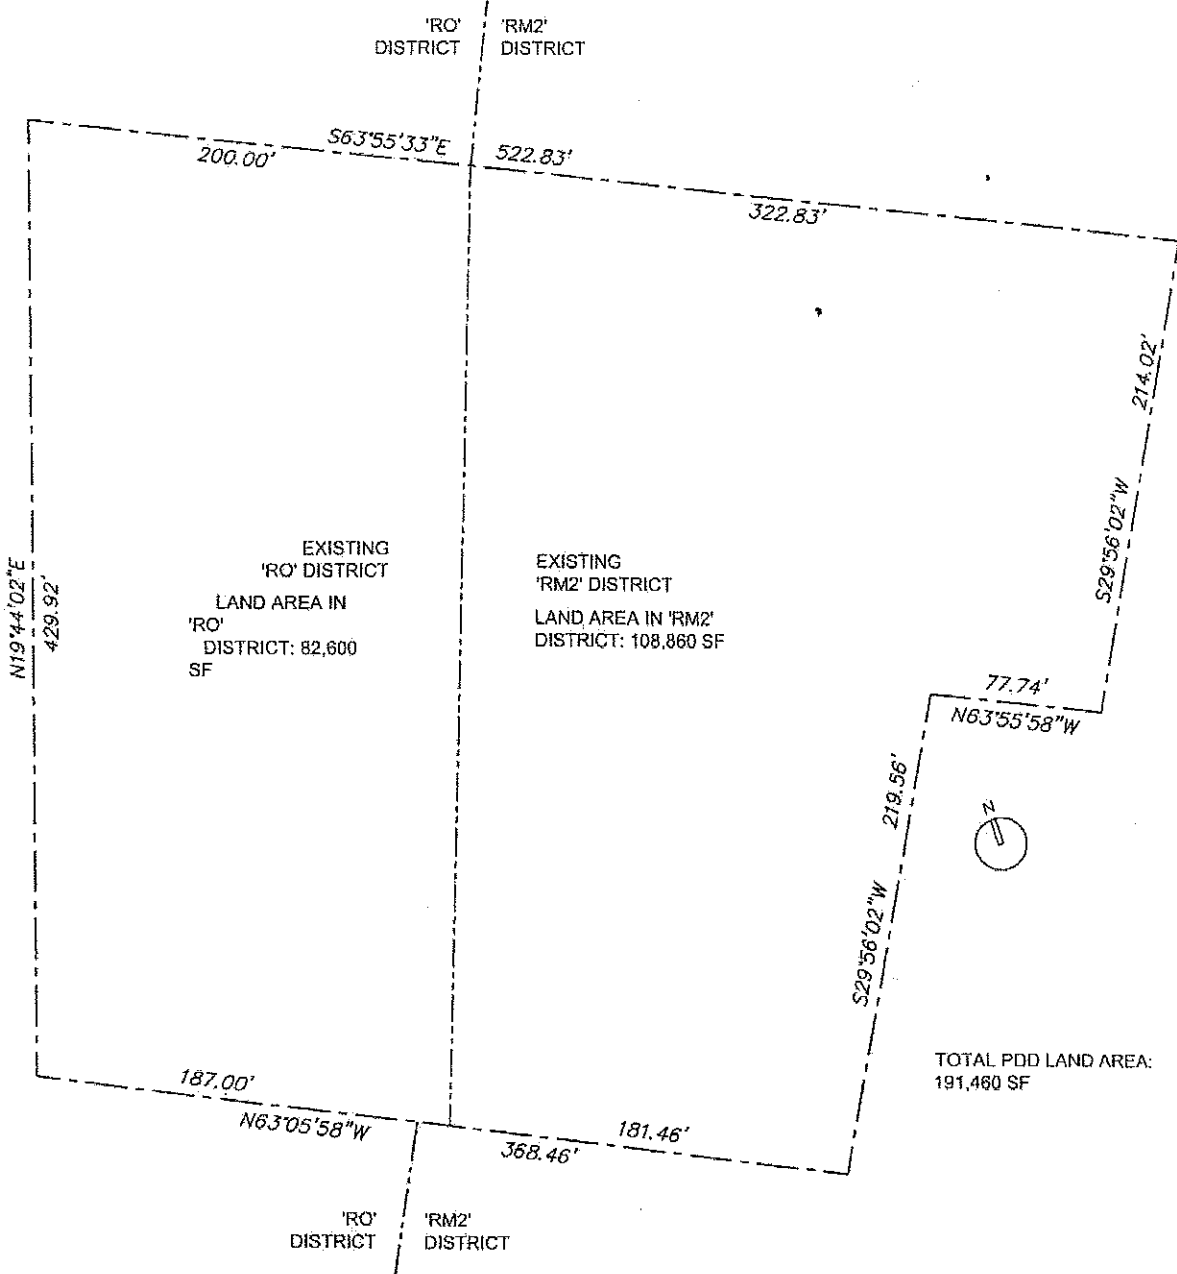 'RO'
DISTRICT
'RM2'
DISTRICT
S63°55'33"E
522.83'
200.00'
322.83'
214.02'
S29°56'02"W
N19°44'02"E
429.92'
EXISTING
'RO' DISTRICT
LAND AREA IN
'RO'
DISTRICT: 82,600
SF
EXISTING
'RM2' DISTRICT
LAND AREA IN 'RM2'
DISTRICT: 108,860 SF
77.74'
N63°55'58"W
219.56'
S29°56'02"W
N
TOTAL PDD LAND AREA:
191,460 SF
187.00'
N63°05'58"W
181.46'
368.46'
'RO'
DISTRICT
'RM2'
DISTRICT